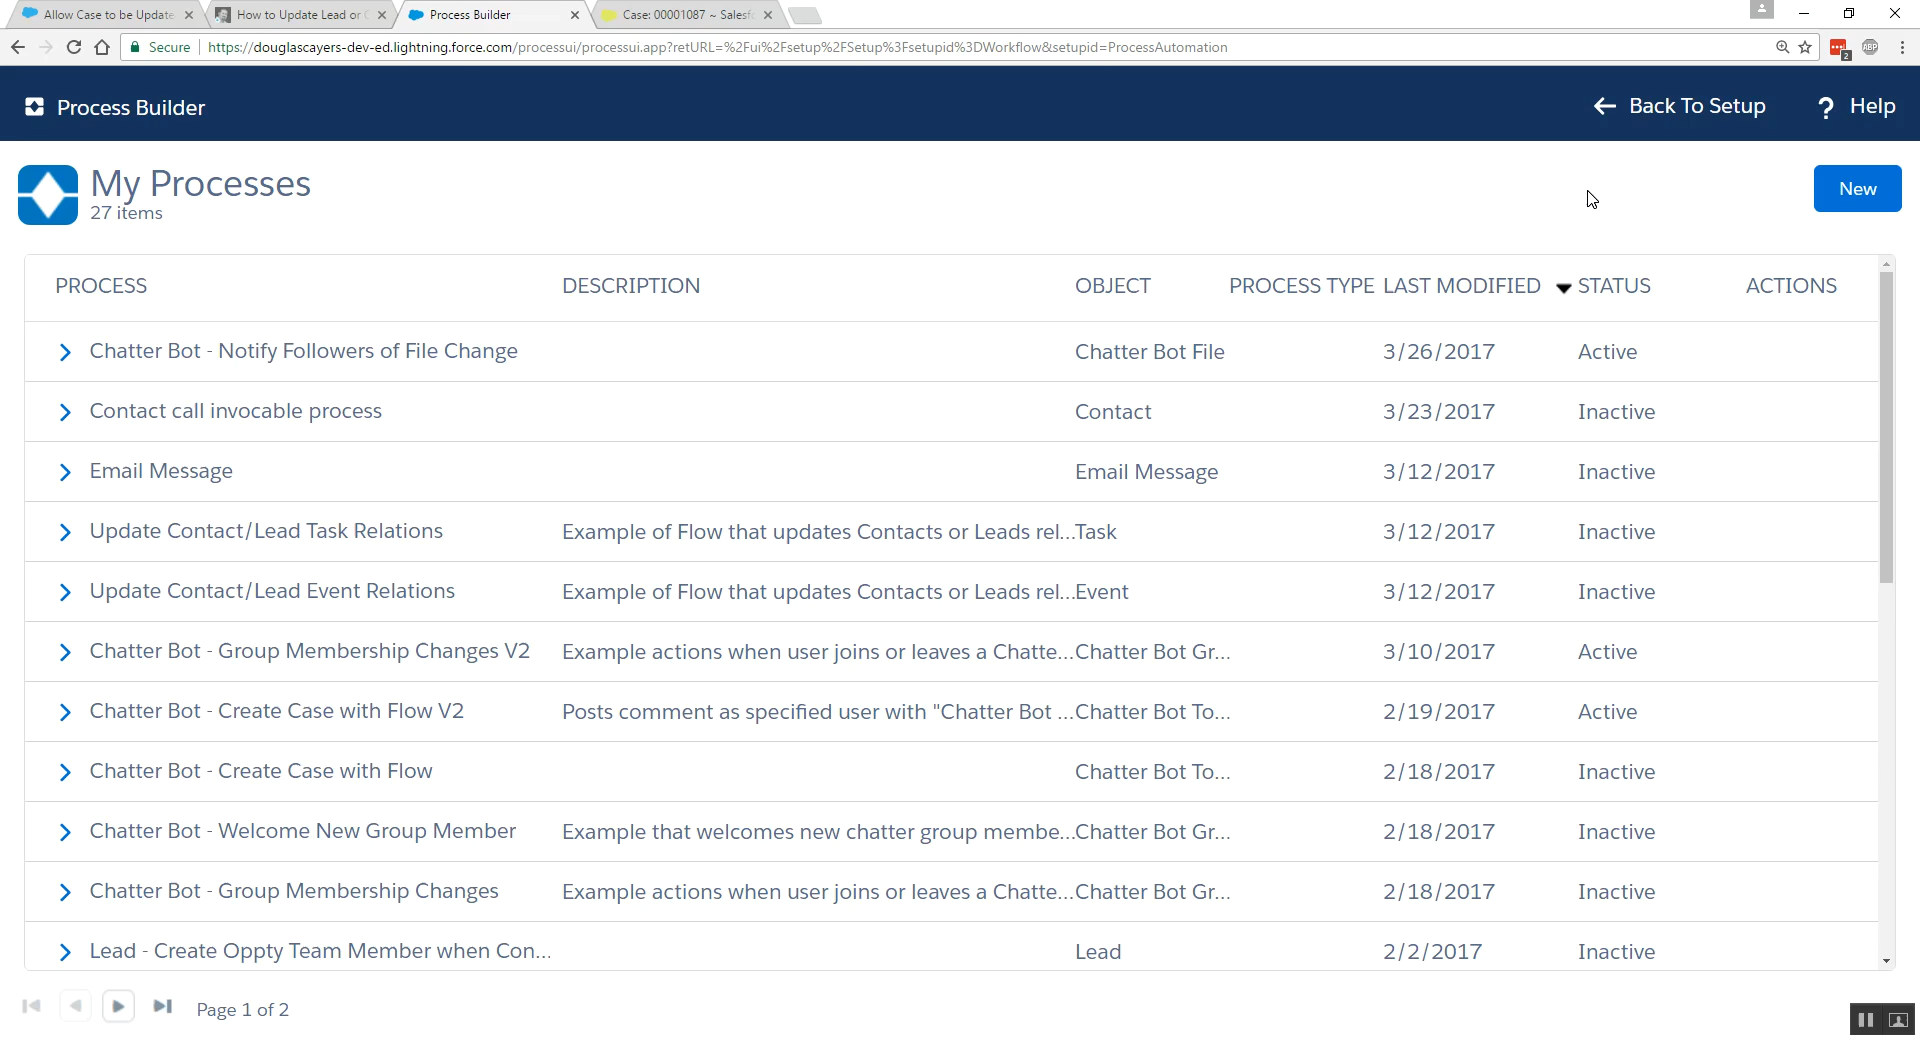 Allow Case to be Update
How to Update Lead or
Process Builder
Case: 00001087 ~ Salesf
Secure https://douglascayers-dev-ed.lightning.force.com/processui/processui.app?retURL=%2Fui%2Fsetup%2FSetup%3Fsetupid%3DWorkflow&setupid=ProcessAutomation
2
ABP
Process Builder
Back To Setup
? Help
My Processes
27 items
New
PROCESS DESCRIPTION OBJECT PROCESS TYPE LAST MODIFIED STATUS ACTIONS
Chatter Bot - Notify Followers of File Change Chatter Bot File 3/26/2017 Active
Contact call invocable process Contact 3/23/2017 Inactive
Email Message Email Message 3/12/2017 Inactive
Update Contact/Lead Task Relations Example of Flow that updates Contacts or Leads rel...Task 3/12/2017 Inactive
Update Contact/Lead Event Relations Example of Flow that updates Contacts or Leads rel...Event 3/12/2017 Inactive
Chatter Bot - Group Membership Changes V2 Example actions when user joins or leaves a Chatte...Chatter Bot Gr... 3/10/2017 Active
Chatter Bot - Create Case with Flow V2 Posts comment as specified user with "Chatter Bot ...Chatter Bot To... 2/19/2017 Active
Chatter Bot - Create Case with Flow Chatter Bot To... 2/18/2017 Inactive
Chatter Bot - Welcome New Group Member Example that welcomes new chatter group membe...Chatter Bot Gr... 2/18/2017 Inactive
Chatter Bot - Group Membership Changes Example actions when user joins or leaves a Chatte...Chatter Bot Gr... 2/18/2017 Inactive
Lead - Create Oppty Team Member when Con... Lead 2/2/2017 Inactive
Page 1 of 2